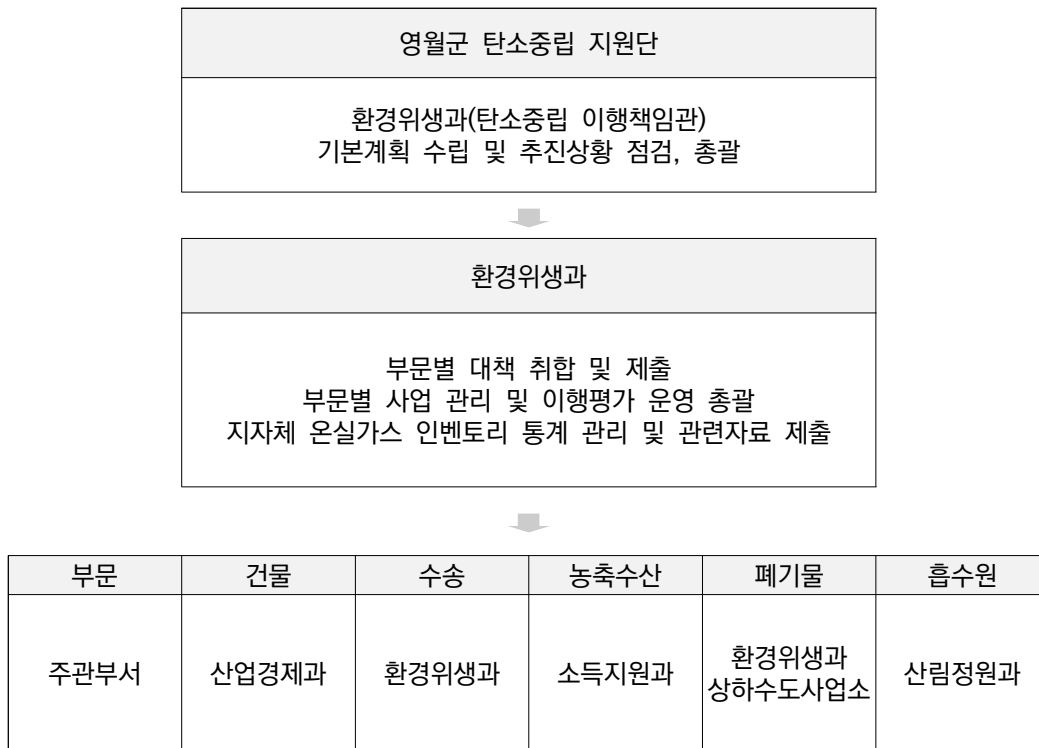 영월군 탄소중립 지원단
환경위생과(탄소중립 이행책임관)
기본계획 수립 및 추진상황 점검, 총괄
환경위생과
부문별 대책 취합 및 제출
부문별 사업 관리 및 이행평가 운영 총괄
지자체 온실가스 인벤토리 통계 관리 및 관련자료 제출
부문 건물 수송 농축수산 폐기물 흡수원
주관부서 산업경제과 환경위생과 소득지원과 환경위생과 상하수도사업소 산림정원과